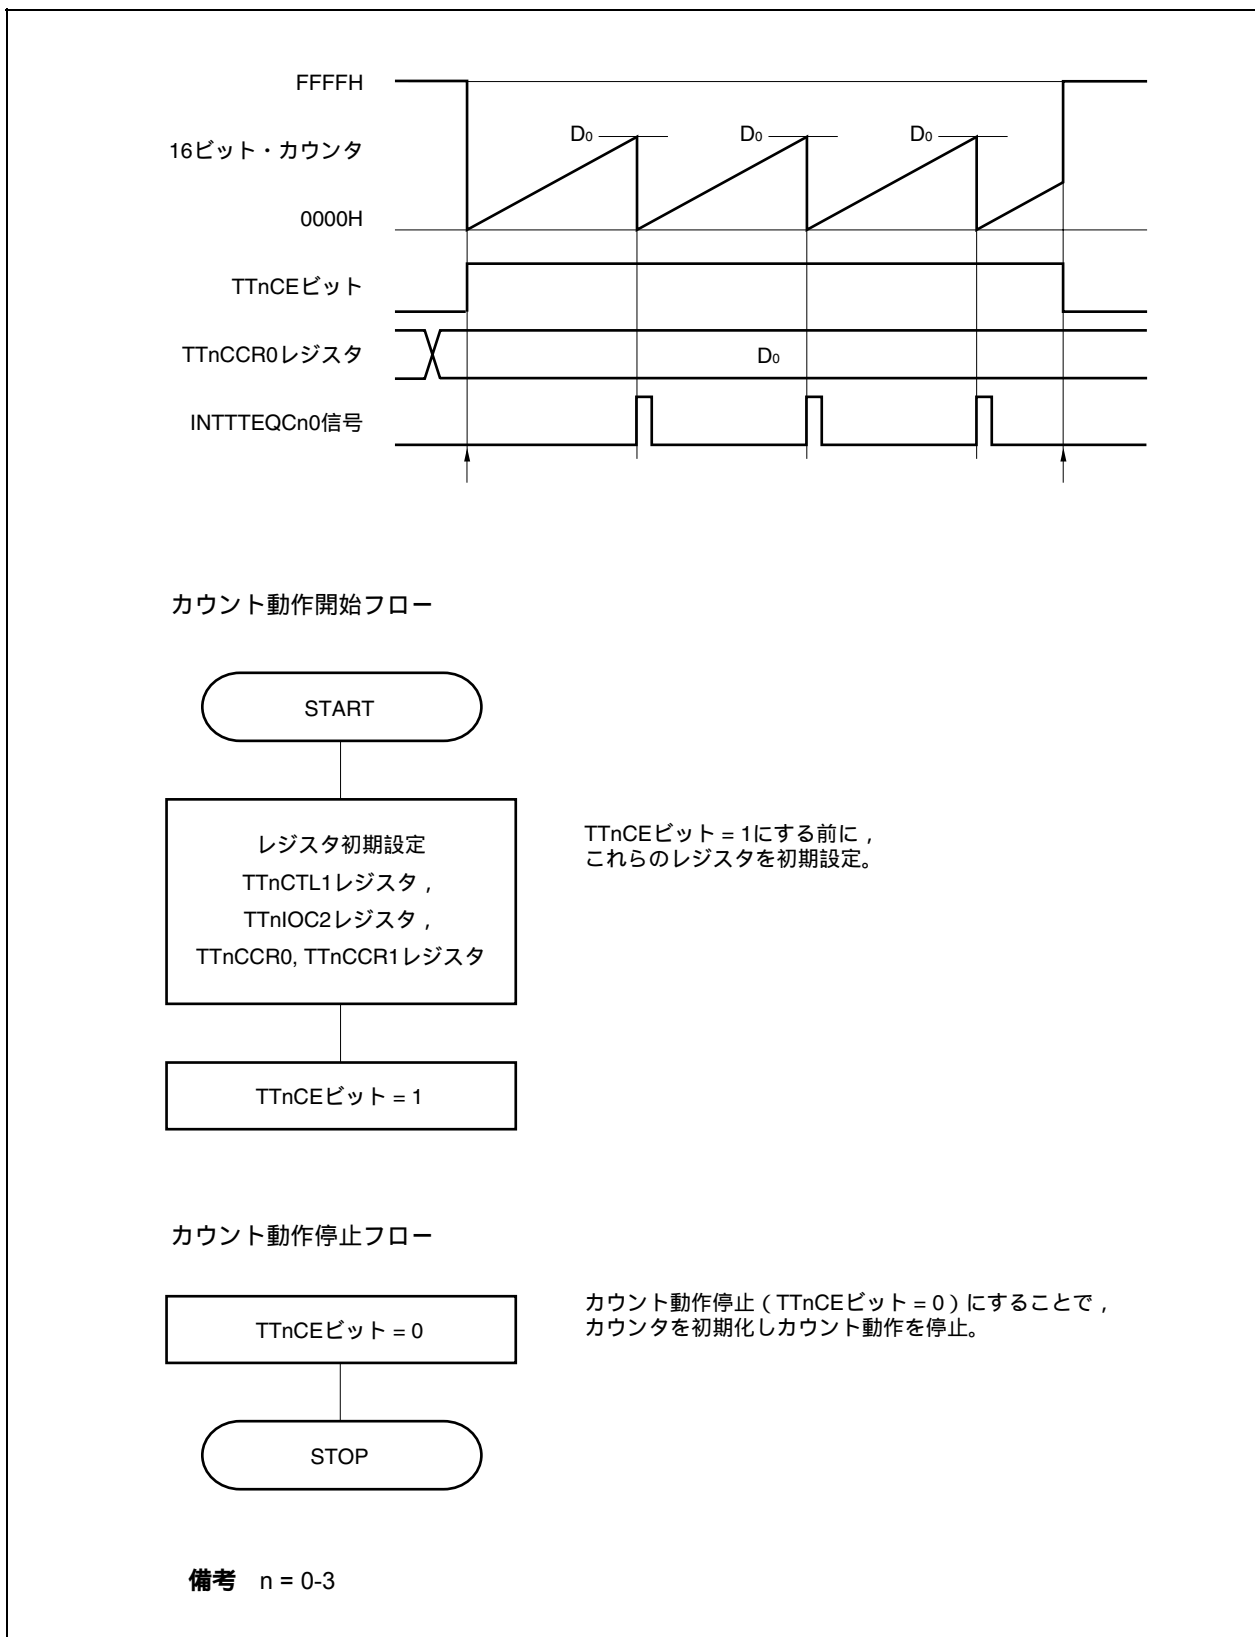 FFFFH
16ビット・カウンタ
D0 D0 D0
0000H
TTnCEビット
TTnCCR0レジスタ
D0
INTTTEQCn0信号
カウント動作開始フロー
START
レジスタ初期設定
TTnCTL1レジスタ，
TTnIOC2レジスタ，
TTnCCR0, TTnCCR1レジスタ
TTnCEビット = 1にする前に，
これらのレジスタを初期設定。
TTnCEビット = 1
カウント動作停止フロー
TTnCEビット = 0
カウント動作停止（TTnCEビット = 0）にすることで，
カウンタを初期化しカウント動作を停止。
STOP
備考 n = 0-3